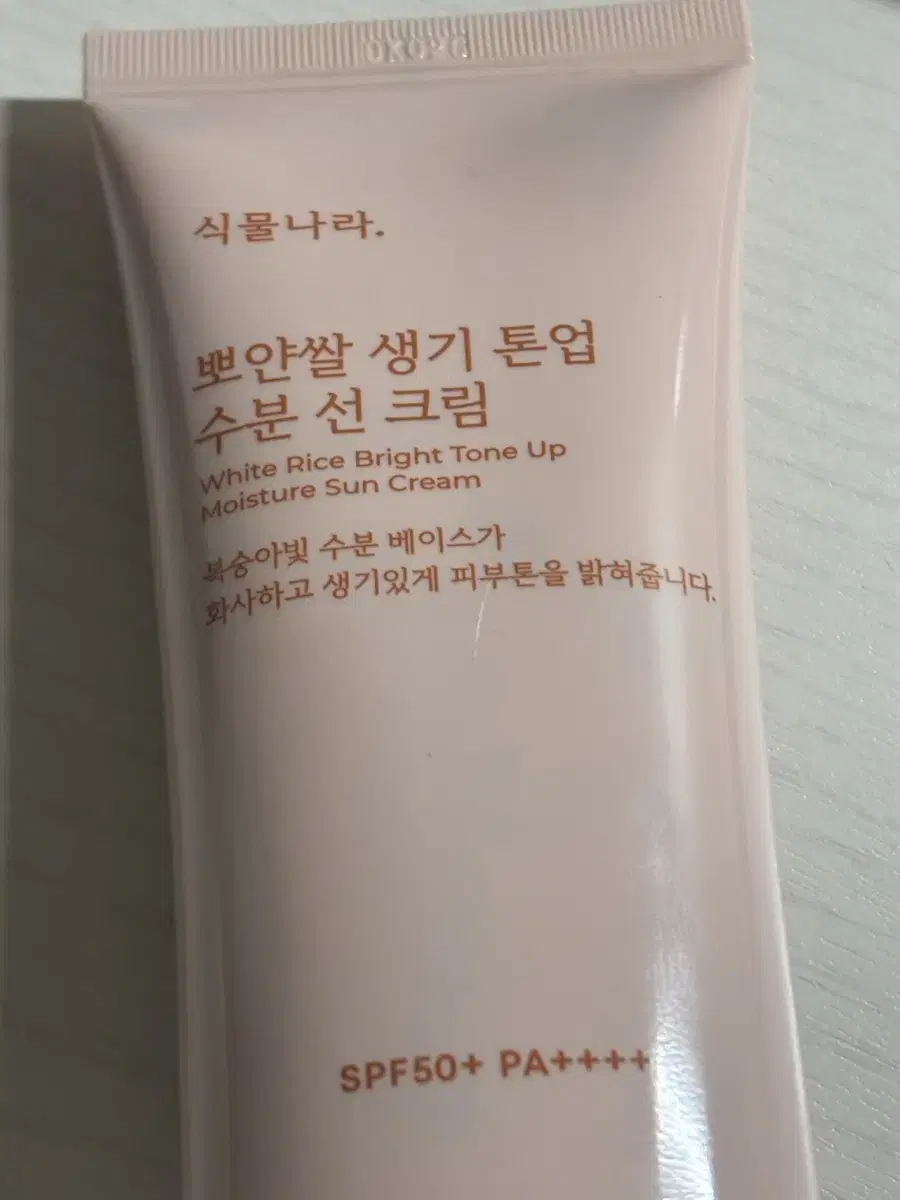 식물나라.
뽀얀쌀 생기 톤업
수분 선 크림
White Rice Bright Tone Up
Moisture Sun Cream
복숭아빛 수분 베이스가
화사하고 생기있게 피부톤을 밝혀줍니다.
SPF50+ PA++++